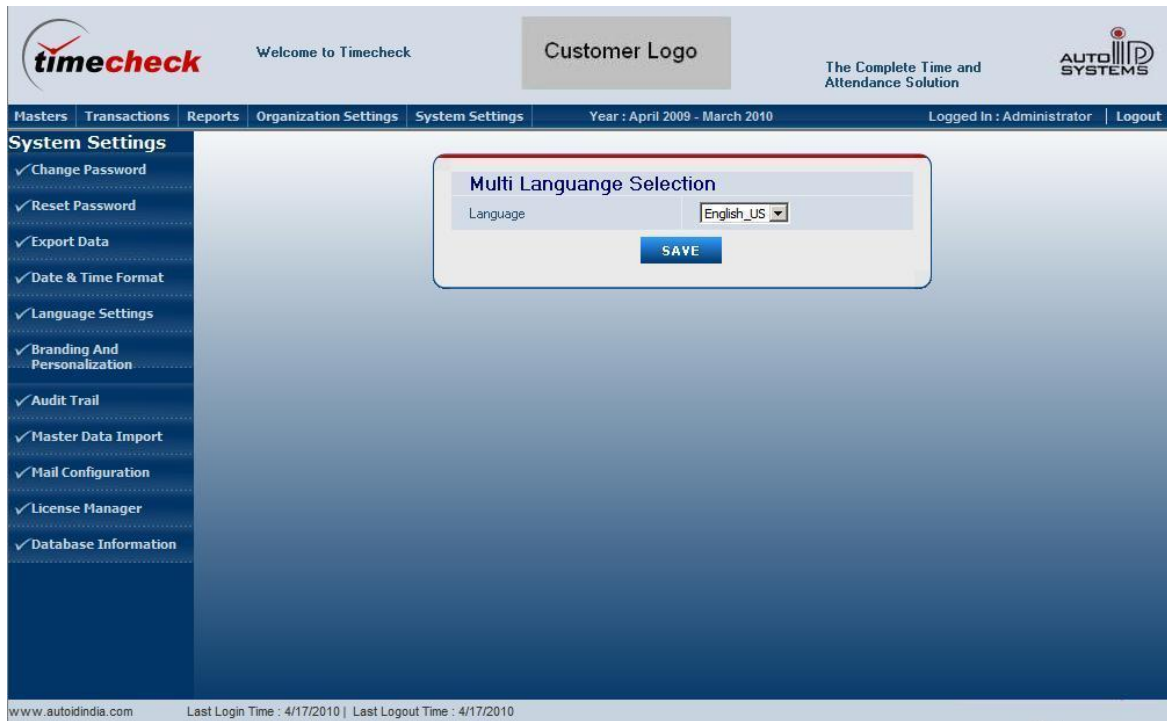 timecheck
Welcome to Timecheck
Customer Logo
The Complete Time and
Attendance Solution
AUTO ID
SYSTEMS
Masters Transactions Reports Organization Settings System Settings Year : April 2009 - March 2010 Logged In : Administrator | Logout
System Settings
Change Password
Reset Password
Export Data
Date & Time Format
Language Settings
Branding And
Personalization
Audit Trail
Master Data Import
Mail Configuration
License Manager
Database Information
Multi Languange Selection
Language English_US
SAVE
www.autoidindia.com Last Login Time : 4/17/2010 | Last Logout Time : 4/17/2010